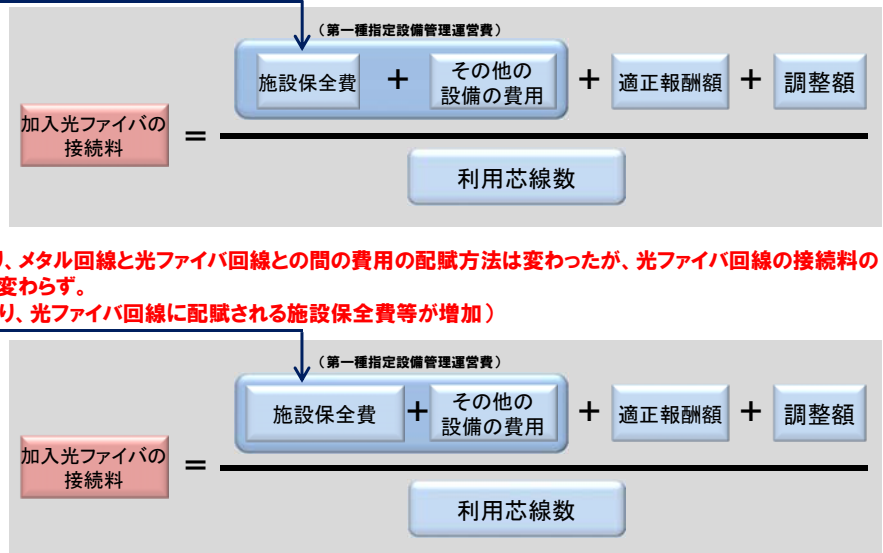 （第一種指定設備管理運営費）
施設保全費 ＋ その他の設備の費用 ＋ 適正報酬額 ＋ 調整額
加入光ファイバの
接続料
＝
利用芯線数
、メタル回線と光ファイバ回線との間の費用の配賦方法は変わったが、光ファイバ回線の接続料の
変わらず。
り、光ファイバ回線に配賦される施設保全費等が増加）
（第一種指定設備管理運営費）
施設保全費 ＋ その他の設備の費用 ＋ 適正報酬額 ＋ 調整額
加入光ファイバの
接続料
＝
利用芯線数